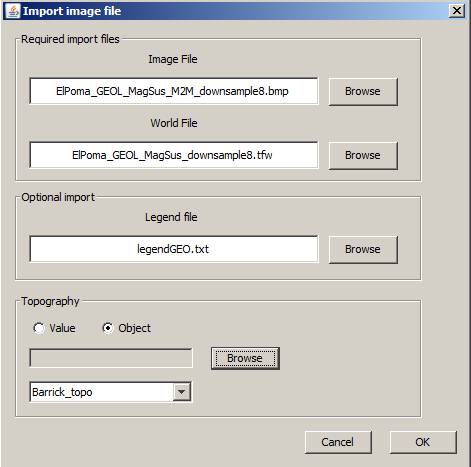 Import image file
Required import files
Image File
ElPoma_GEOL_MagSus_M2M_downsample8.bmp
Browse
World File
ElPoma_GEOL_MagSus_downsample8.tfw
Browse
Optional import
Legend file
legendGEO.txt
Browse
Topography
Value
Object
Browse
Barrick_topo
Cancel
OK